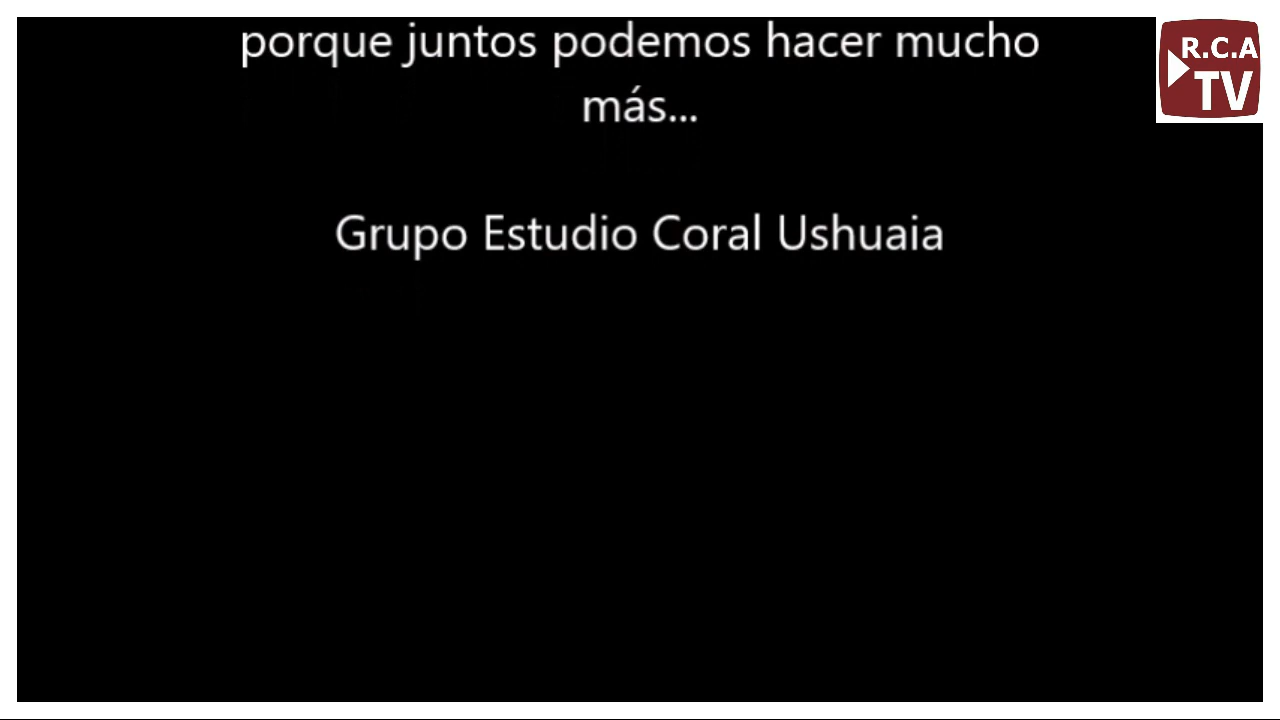 porque juntos podemos hacer mucho
más...
Grupo Estudio Coral Ushuaia
R.C.A
TV